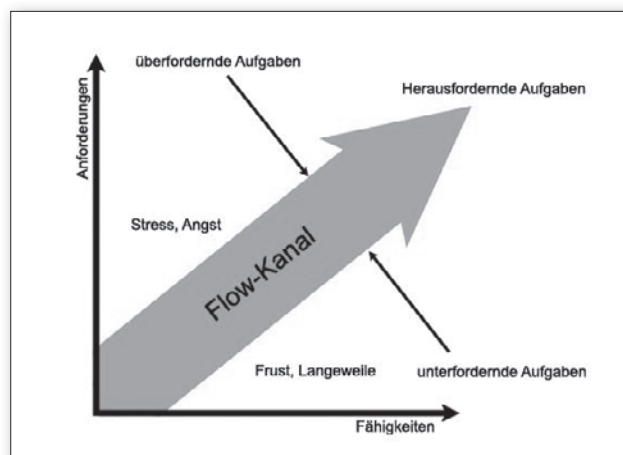 überfordernde Aufgaben
Herausfordernde Aufgaben
Anforderungen
Stress, Angst
Flow-Kanal
Frust, Langeweile
unterfordernde Aufgaben
Fähigkeiten